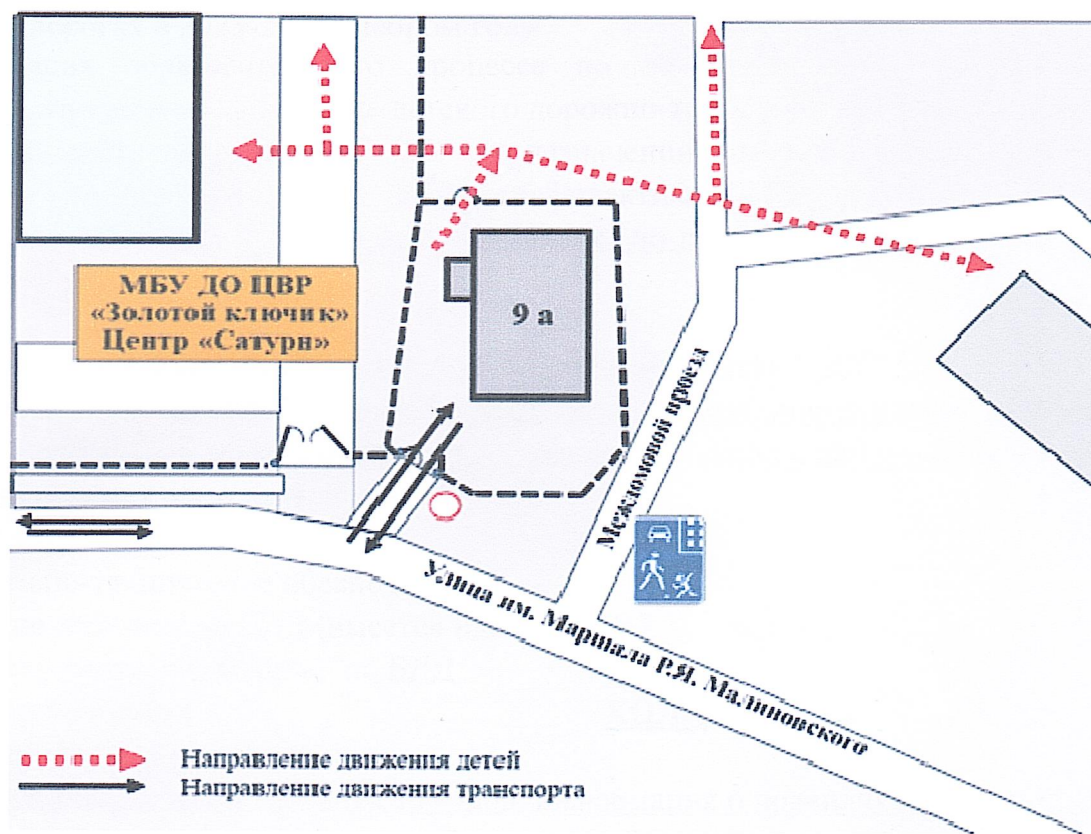 МБУ ДО ЦВР
«Золотой ключик»
Центр «Сатурн»
9 а
Междомовой проезд
Улица им. Маршала Р.Я. Малиновского
Направление движения детей
Направление движения транспорта